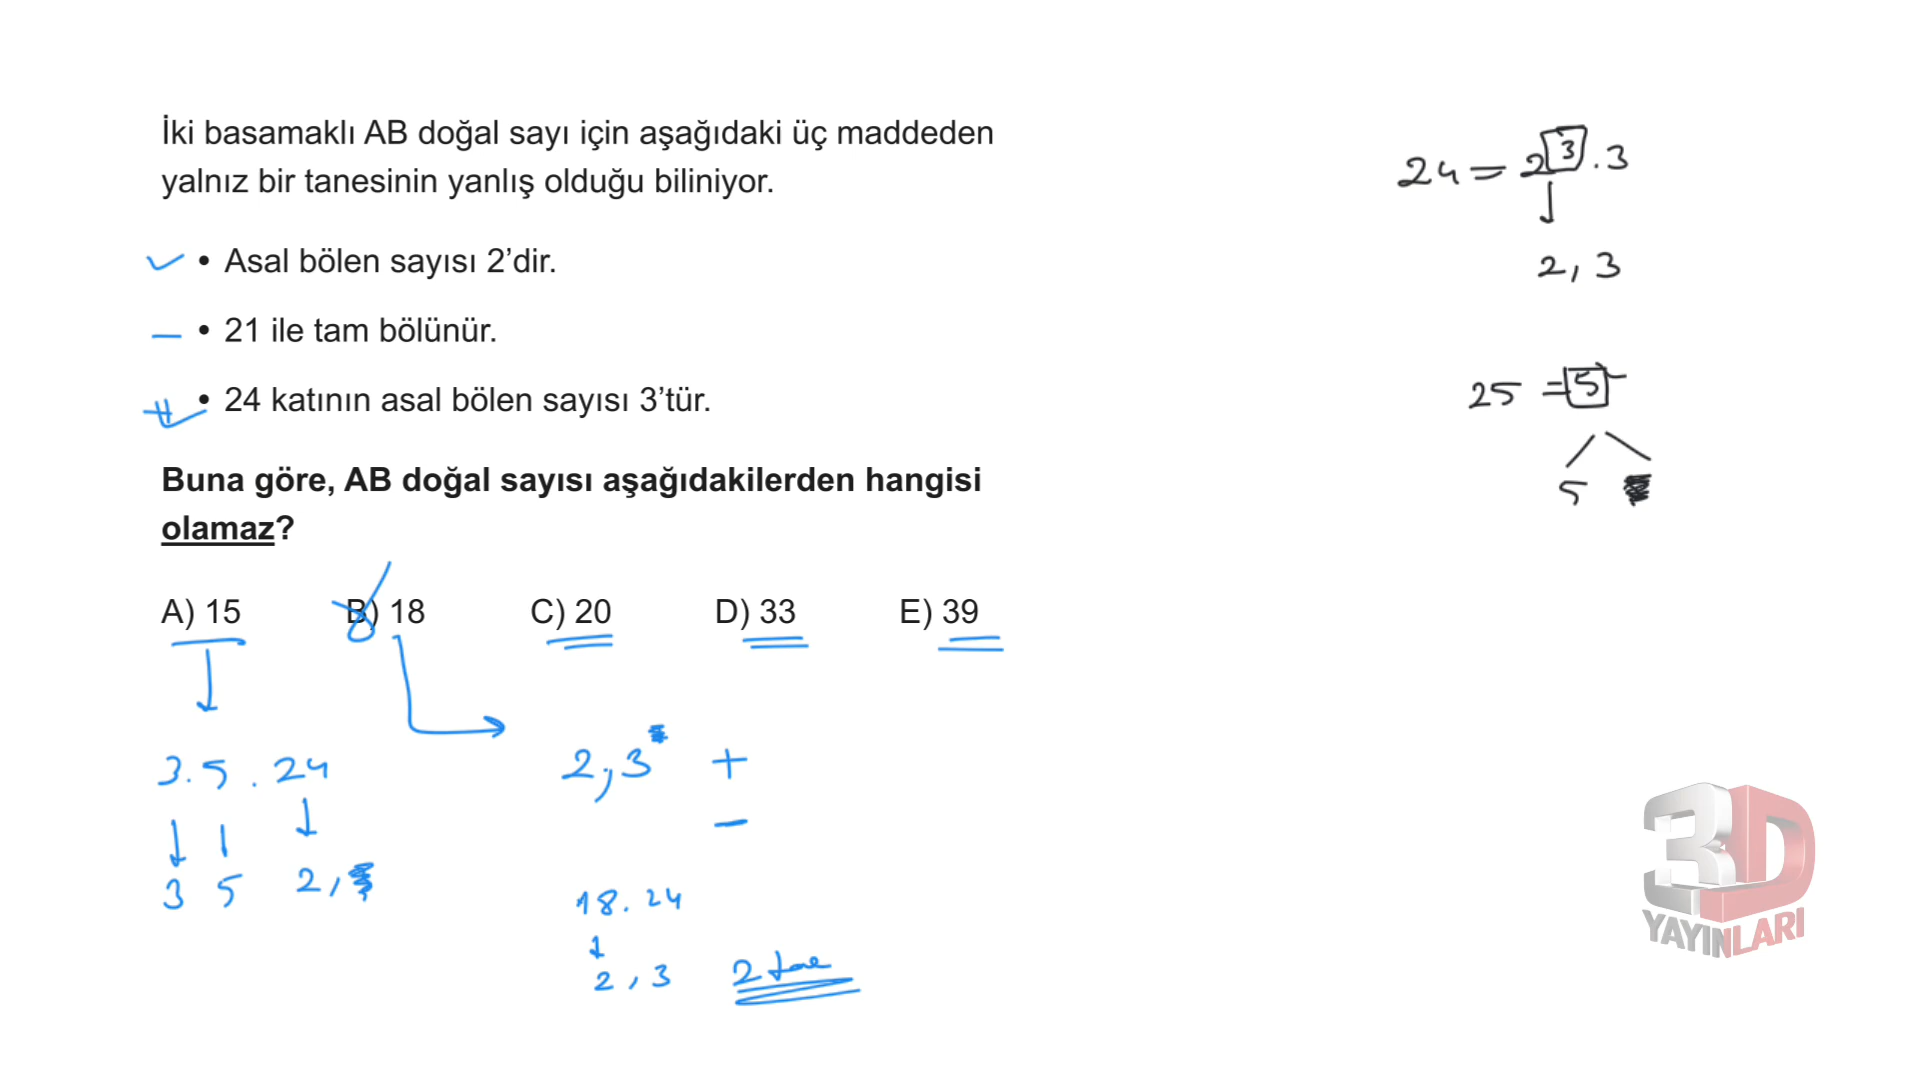 İki basamaklı AB doğal sayı için aşağıdaki üç maddeden
yalnız bir tanesinin yanlış olduğu biliniyor.
• Asal bölen sayısı 2’dir.
• 21 ile tam bölünür.
• 24 katının asal bölen sayısı 3’tür.
Buna göre, AB doğal sayısı aşağıdakilerden hangisi
olamaz?
A) 15 B) 18 C) 20 D) 33 E) 39
3.5.24
3 5 2,
2,3 +
−
18.24
2,3 2 tane
24=2³.3
2,3
25 =5
5
3D
YAYINLARI